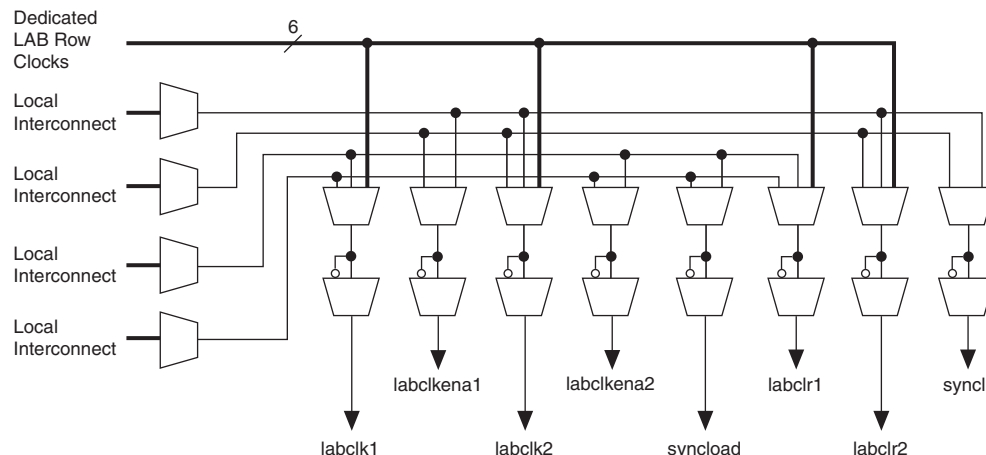 Dedicated
LAB Row
Clocks
6
Local
Interconnect
Local
Interconnect
Local
Interconnect
Local
Interconnect
labclkena1
labclkena2
labclr1
syncl
labclk1
labclk2
syncload
labclr2